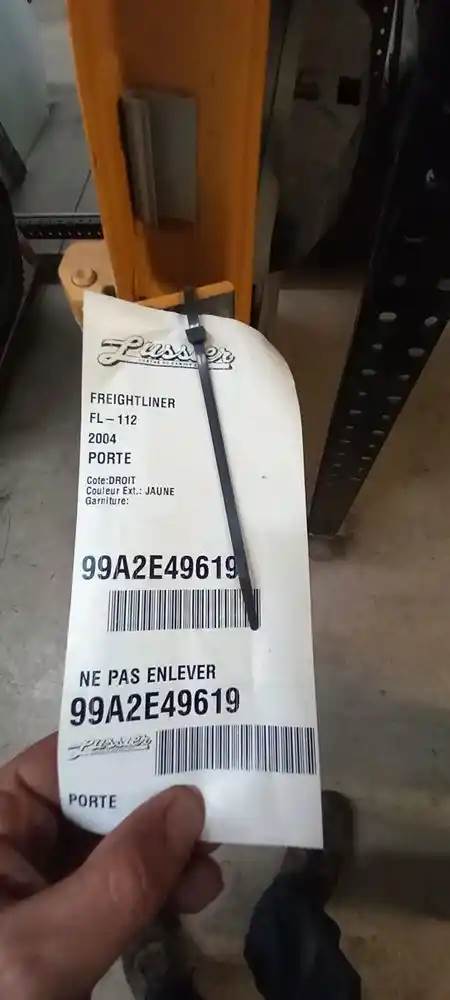 Lussier
FREIGHTLINER
FL-112
2004
PORTE
Cote:DROIT
Couleur Ext.: JAUNE
Garniture:
99A2E49619
NE PAS ENLEVER
99A2E49619
Lussier
PORTE